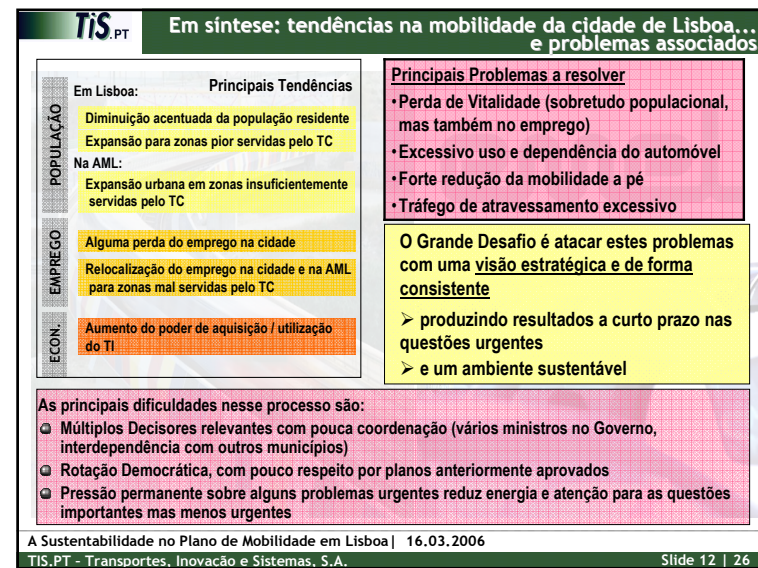 TiS.PT
Em síntese: tendências na mobilidade da cidade de Lisboa...
e problemas associados
Principais Tendências
POPULAÇÃO
Em Lisboa:
Diminuição acentuada da população residente
Expansão para zonas pior servidas pelo TC
Na AML:
Expansão urbana em zonas insuficientemente
servidas pelo TC
EMPREGO
Alguma perda do emprego na cidade
Relocalização do emprego na cidade e na AML
para zonas mal servidas pelo TC
ECON.
Aumento do poder de aquisição / utilização
do TI
Principais Problemas a resolver
•Perda de Vitalidade (sobretudo populacional,
mas também no emprego)
•Excessivo uso e dependência do automóvel
•Forte redução da mobilidade a pé
•Tráfego de atravessamento excessivo
O Grande Desafio é atacar estes problemas
com uma visão estratégica e de forma
consistente
➢ produzindo resultados a curto prazo nas
questões urgentes
➢ e um ambiente sustentável
As principais dificuldades nesse processo são:
Múltiplos Decisores relevantes com pouca coordenação (vários ministros no Governo,
interdependência com outros municípios)
Rotação Democrática, com pouco respeito por planos anteriormente aprovados
Pressão permanente sobre alguns problemas urgentes reduz energia e atenção para as questões
importantes mas menos urgentes
A Sustentabilidade no Plano de Mobilidade em Lisboa| 16.03.2006
TIS.PT - Transportes, Inovação e Sistemas, S.A.
Slide 12 | 26